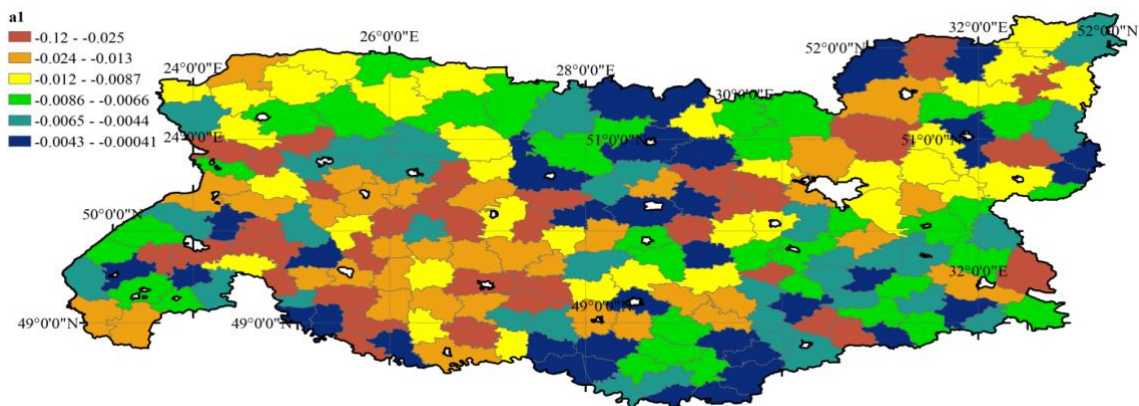 a1
-0.12 - -0.025
-0.024 - -0.013
-0.012 - -0.0087
-0.0086 - -0.0066
-0.0065 - -0.0044
-0.0043 - -0.00041
26°0'0"E
32°0'0"E
52°0'0"N
52°0'0"N
24°0'0"E
28°0'0"E
30°0'0"E
51°0'0"N
51°0'0"N
50°0'0"N
32°0'0"E
49°0'0"N
49°0'0"N
49°0'0"N